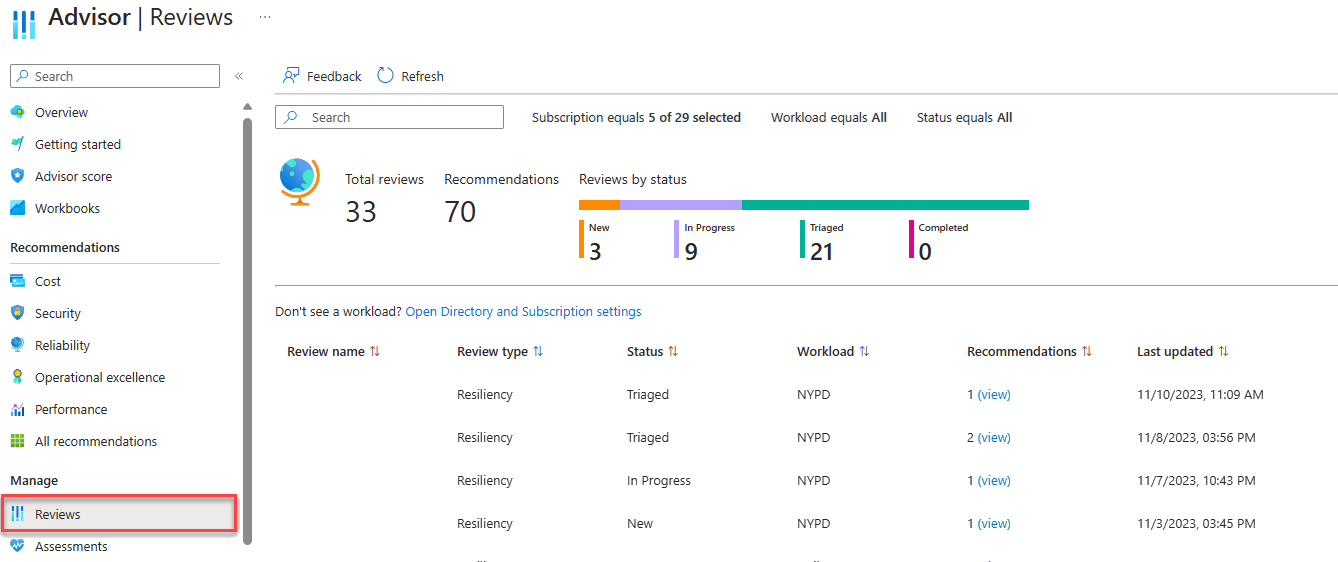 Advisor | Reviews ...
Search «
Overview
Getting started
Advisor score
Workbooks
Recommendations
Cost
Security
Reliability
Operational excellence
Performance
All recommendations
Manage
Reviews
Assessments
Feedback Refresh
Search Subscription equals 5 of 29 selected Workload equals All Status equals All
Total reviews Recommendations Reviews by status
33 70
New In Progress Triaged Completed
3 9 21 0
Don't see a workload? Open Directory and Subscription settings
Review name ↑↓ Review type ↑↓ Status ↑↓ Workload ↑↓ Recommendations ↑↓ Last updated ↑↓
Resiliency Triaged NYPD 1 (view) 11/10/2023, 11:09 AM
Resiliency Triaged NYPD 2 (view) 11/8/2023, 03:56 PM
Resiliency In Progress NYPD 1 (view) 11/7/2023, 10:43 PM
Resiliency New NYPD 1 (view) 11/3/2023, 03:45 PM